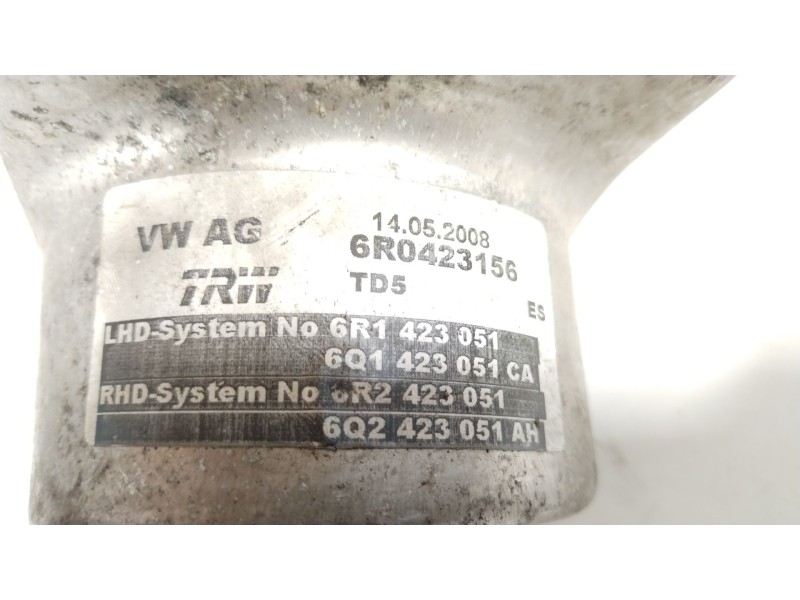 14.05.2008
VW AG 6R0423156
TRW TD5
ES
LHD-System No 6R1 423 051
6Q1 423 051 CA
RHD-System No 6R2 423 051
6Q2 423 051 AH